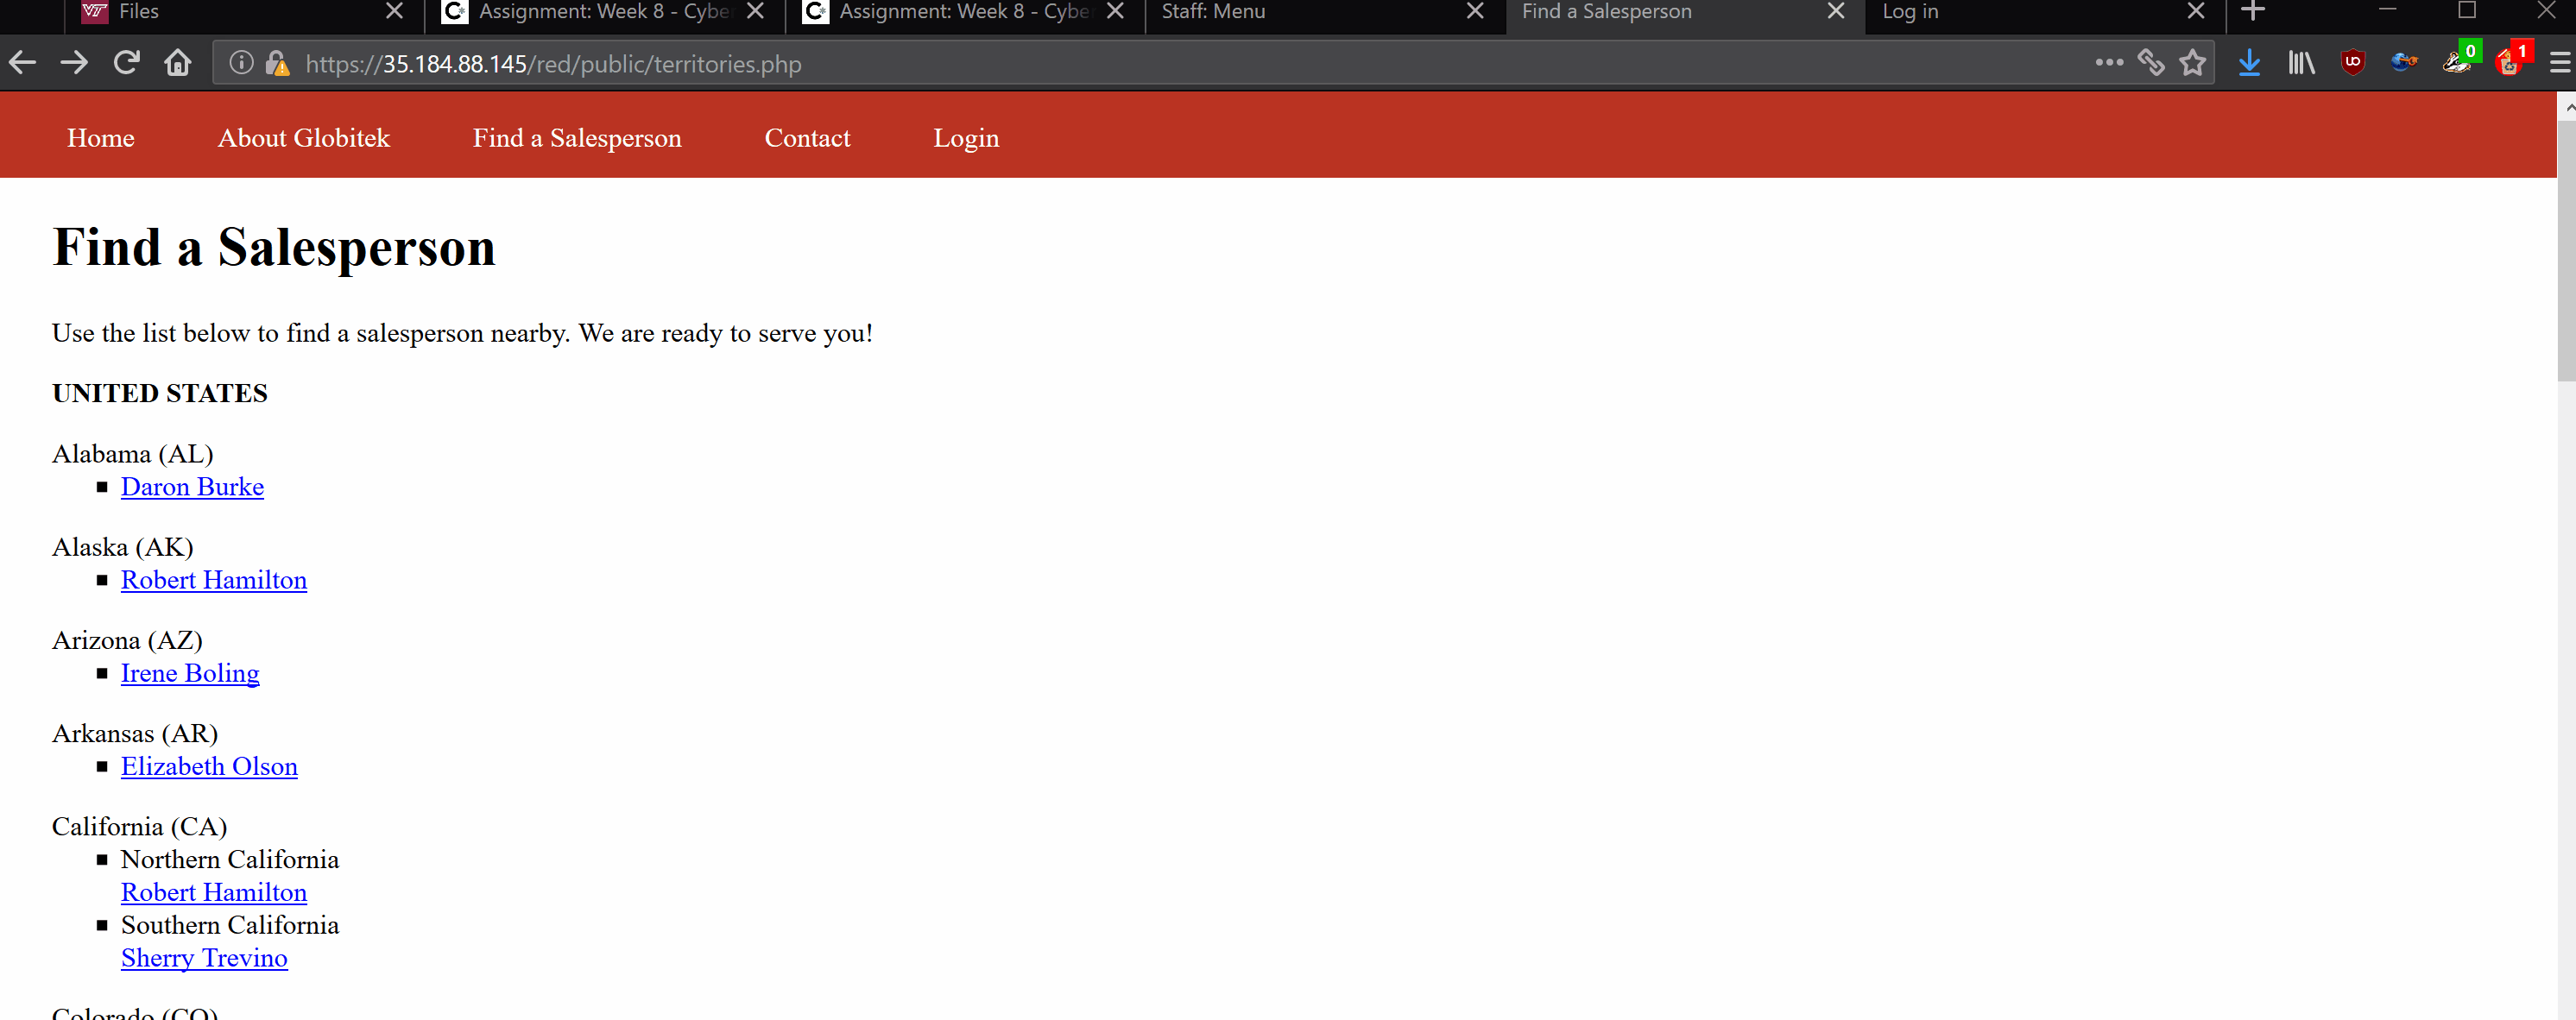 Files
Assignment: Week 8 - Cyber
Assignment: Week 8 - Cyber
Staff: Menu
Find a Salesperson
Log in
https://35.184.88.145/red/public/territories.php
0
1
Home
About Globitek
Find a Salesperson
Contact
Login
Find a Salesperson
Use the list below to find a salesperson nearby. We are ready to serve you!
UNITED STATES
Alabama (AL)
Daron Burke
Alaska (AK)
Robert Hamilton
Arizona (AZ)
Irene Boling
Arkansas (AR)
Elizabeth Olson
California (CA)
Northern California
Robert Hamilton
Southern California
Sherry Trevino
Colorado (CO)